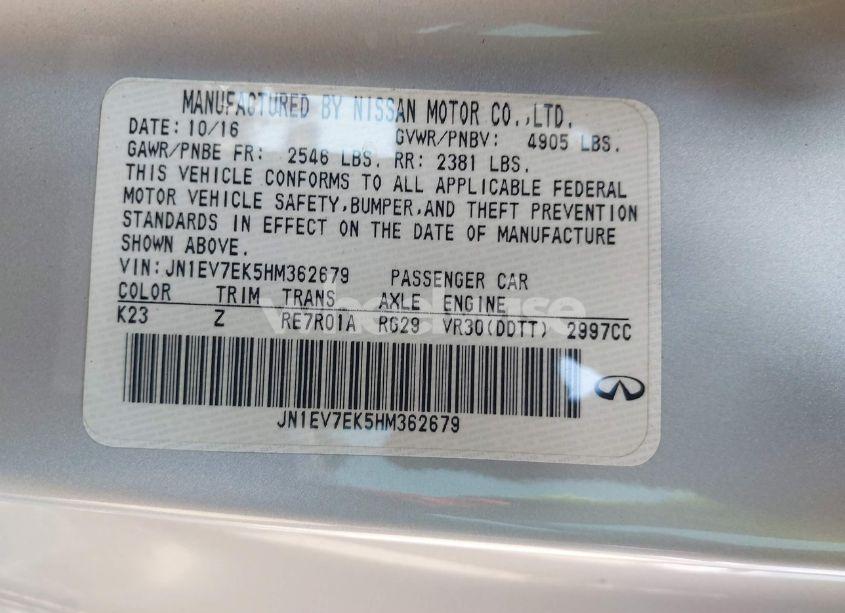 MANUFACTURED BY NISSAN MOTOR CO.,LTD.
DATE: 10/16 GVWR/PNBV: 4905 LBS.
GAWR/PNBE FR: 2546 LBS. RR: 2381 LBS.
THIS VEHICLE CONFORMS TO ALL APPLICABLE FEDERAL
MOTOR VEHICLE SAFETY,BUMPER,AND THEFT PREVENTION
STANDARDS IN EFFECT ON THE DATE OF MANUFACTURE
SHOWN ABOVE.
VIN:JN1EV7EK5HM362679 PASSENGER CAR
COLOR TRIM TRANS AXLE ENGINE
K23 Z RE7R01A RG29 VR30(DDTT) 2997CC
JN1EV7EK5HM362679